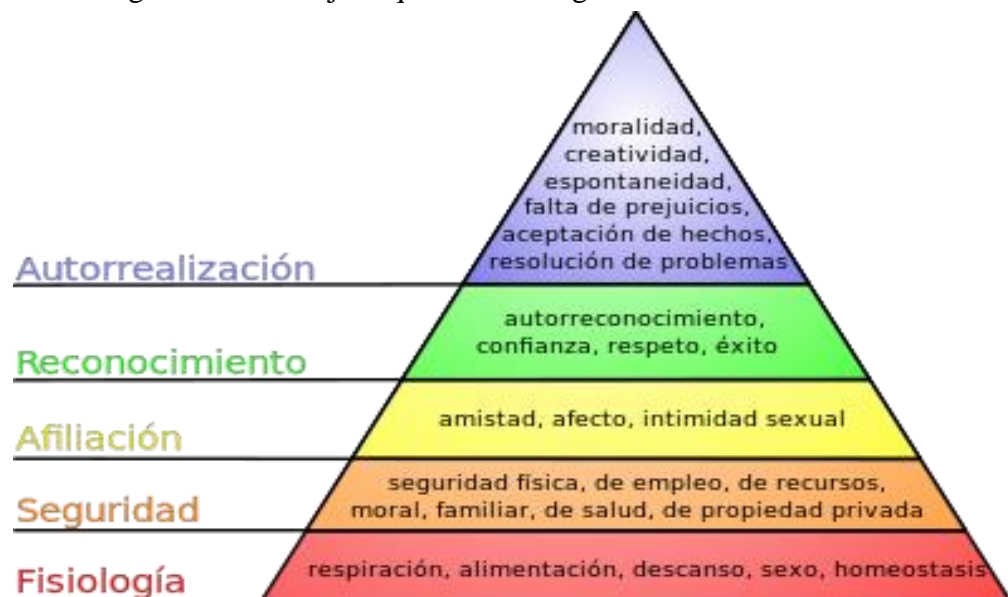 moralidad,
creatividad,
espontaneidad,
falta de prejuicios,
aceptación de hechos,
resolución de problemas
Autorrealización
autorreconocimiento,
confianza, respeto, éxito
Reconocimiento
amistad, afecto, intimidad sexual
Afiliación
seguridad física, de empleo, de recursos,
moral, familiar, de salud, de propiedad privada
Seguridad
respiración, alimentación, descanso, sexo, homeostasis
Fisiología